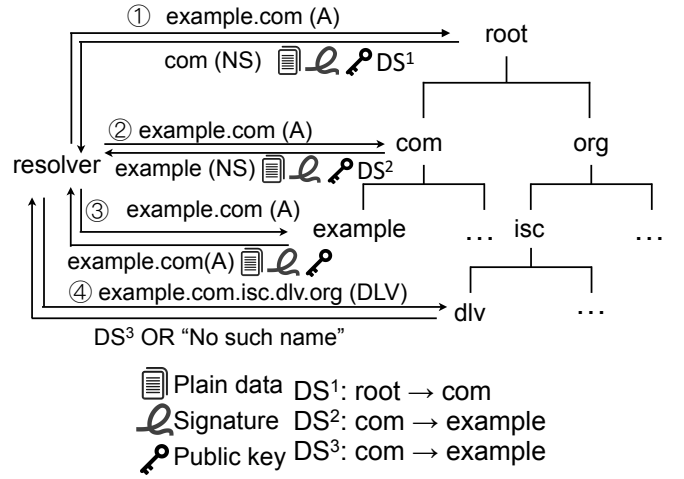 ① example.com (A)
root
com (NS) DS¹
② example.com (A)
com
org
resolver
example (NS) DS²
③ example.com (A)
example
... isc ...
example.com(A)
④ example.com.isc.dlv.org (DLV)
dlv ...
DS³ OR “No such name”
Plain data DS¹: root → com
Signature DS²: com → example
Public key DS³: com → example